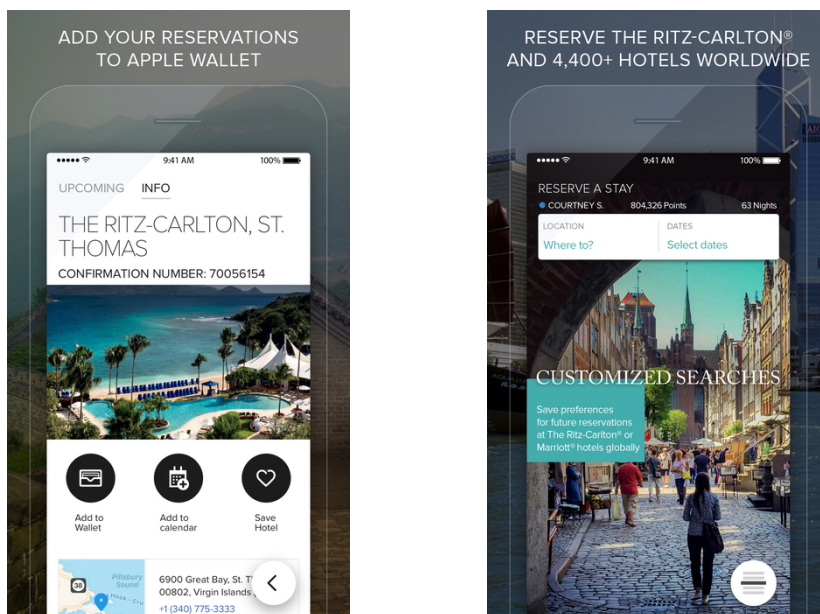 ADD YOUR RESERVATIONS
TO APPLE WALLET
9:41 AM
100%
UPCOMING
INFO
THE RITZ-CARLTON, ST.
THOMAS
CONFIRMATION NUMBER: 70056154
Add to
Wallet
Add to
calendar
Save
Hotel
38
Pillsbury
Sound
6900 Great Bay, St.
00802, Virgin Islands
+1 (340) 775-3333
RESERVE THE RITZ-CARLTON®
AND 4,400+ HOTELS WORLDWIDE
9:41 AM
100%
RESERVE A STAY
COURTNEY S.
804,326 Points
63 Nights
LOCATION
Where to?
DATES
Select dates
CUSTOMIZED SEARCHES
Save preferences
for future reservations
at The Ritz-Carlton® or
Marriott® hotels globally